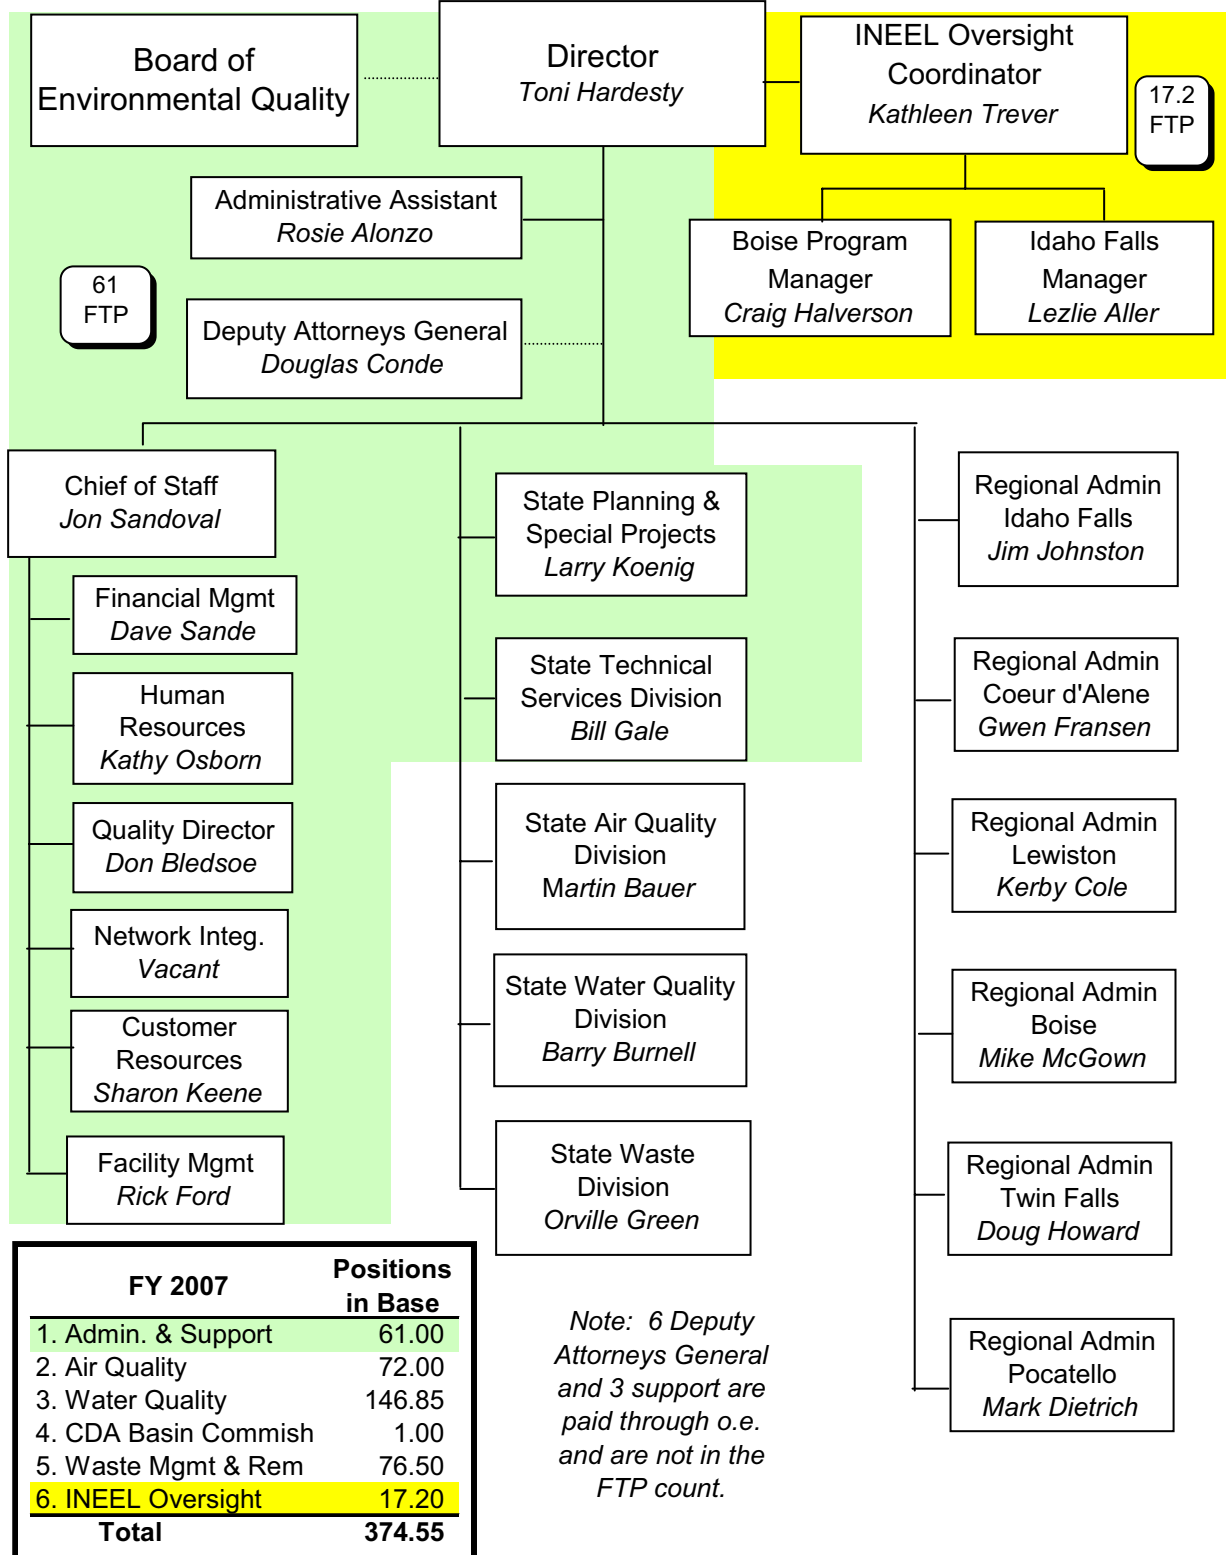 Board of
Environmental Quality
Director
Toni Hardesty
INEEL Oversight
Coordinator
Kathleen Trever
17.2
FTP
Administrative Assistant
Rosie Alonzo
Boise Program
Manager
Craig Halverson
Idaho Falls
Manager
Lezlie Aller
61
FTP
Deputy Attorneys General
Douglas Conde
Chief of Staff
Jon Sandoval
Financial Mgmt
Dave Sande
Human
Resources
Kathy Osborn
Quality Director
Don Bledsoe
Network Integ.
Vacant
Customer
Resources
Sharon Keene
Facility Mgmt
Rick Ford
State Planning &
Special Projects
Larry Koenig
State Technical
Services Division
Bill Gale
State Air Quality
Division
Martin Bauer
State Water Quality
Division
Barry Burnell
State Waste
Division
Orville Green
Regional Admin
Idaho Falls
Jim Johnston
Regional Admin
Coeur d'Alene
Gwen Fransen
Regional Admin
Lewiston
Kerby Cole
Regional Admin
Boise
Mike McGown
Regional Admin
Twin Falls
Doug Howard
Regional Admin
Pocatello
Mark Dietrich
FY 2007 Positions
in Base
1. Admin. & Support 61.00
2. Air Quality 72.00
3. Water Quality 146.85
4. CDA Basin Commish 1.00
5. Waste Mgmt & Rem 76.50
6. INEEL Oversight 17.20
Total 374.55
Note: 6 Deputy
Attorneys General
and 3 support are
paid through o.e.
and are not in the
FTP count.